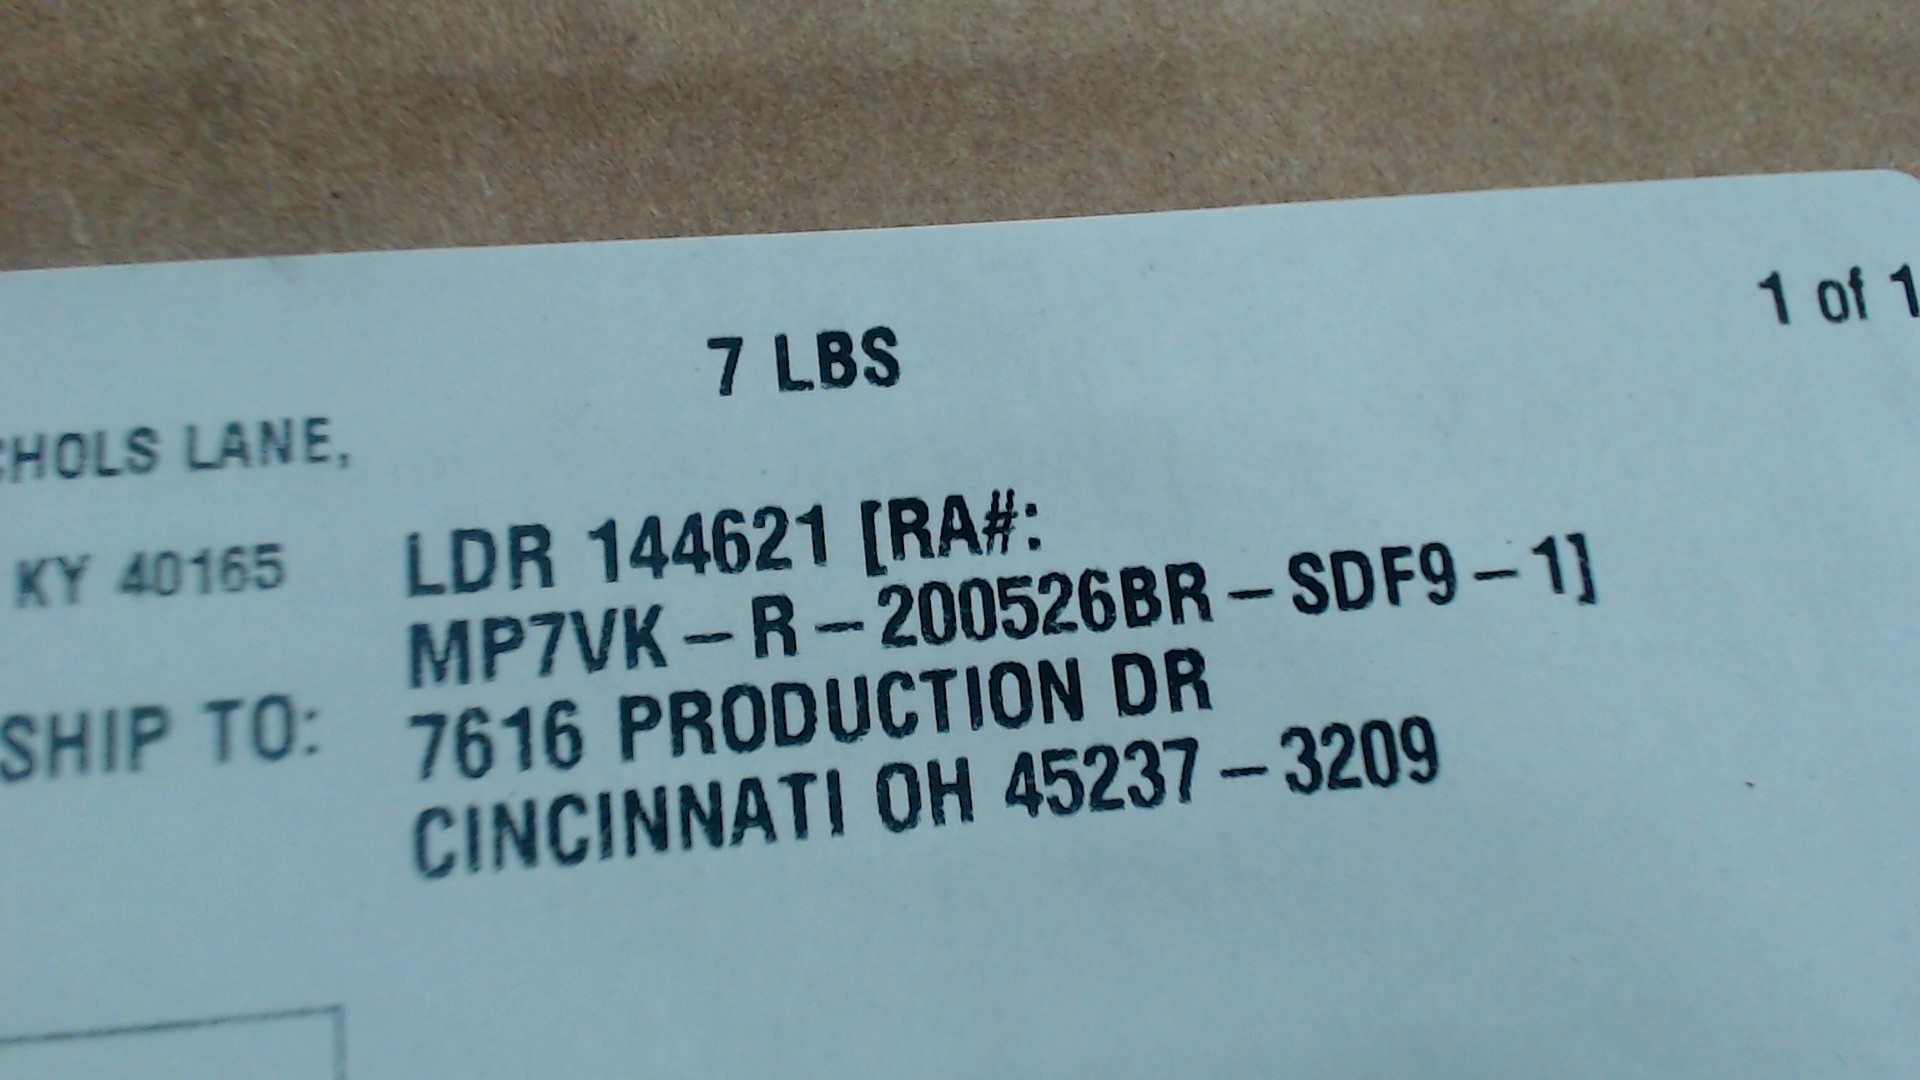 7 LBS
1 of 1
CHOLS LANE,
KY 40165
LDR 144621 [RA#:
MP7VK-R-200526BR-SDF9-1]
SHIP TO:
7616 PRODUCTION DR
CINCINNATI OH 45237-3209